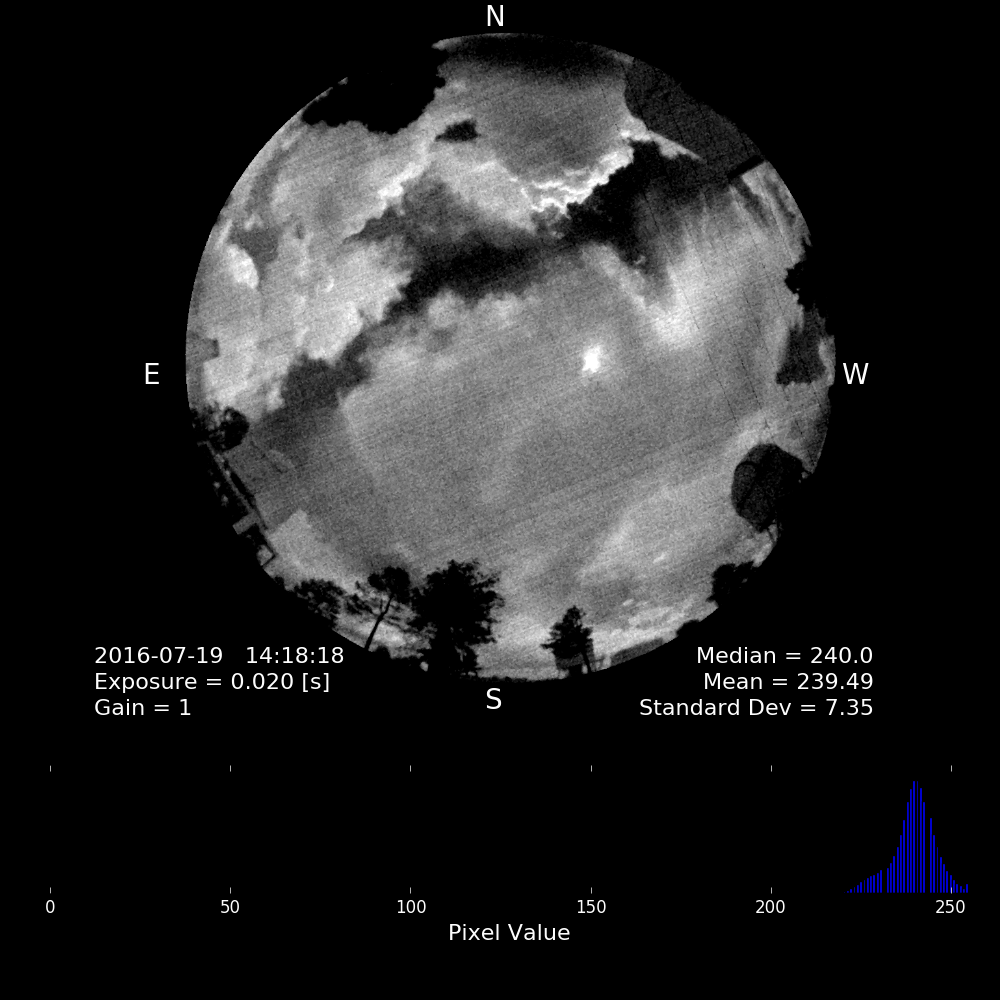 N
E
W
2016-07-19   14:18:18
Exposure = 0.020 [s]
Gain = 1
Median = 240.0
Mean = 239.49
Standard Dev = 7.35
S
0 50 100 150 200 250
Pixel Value